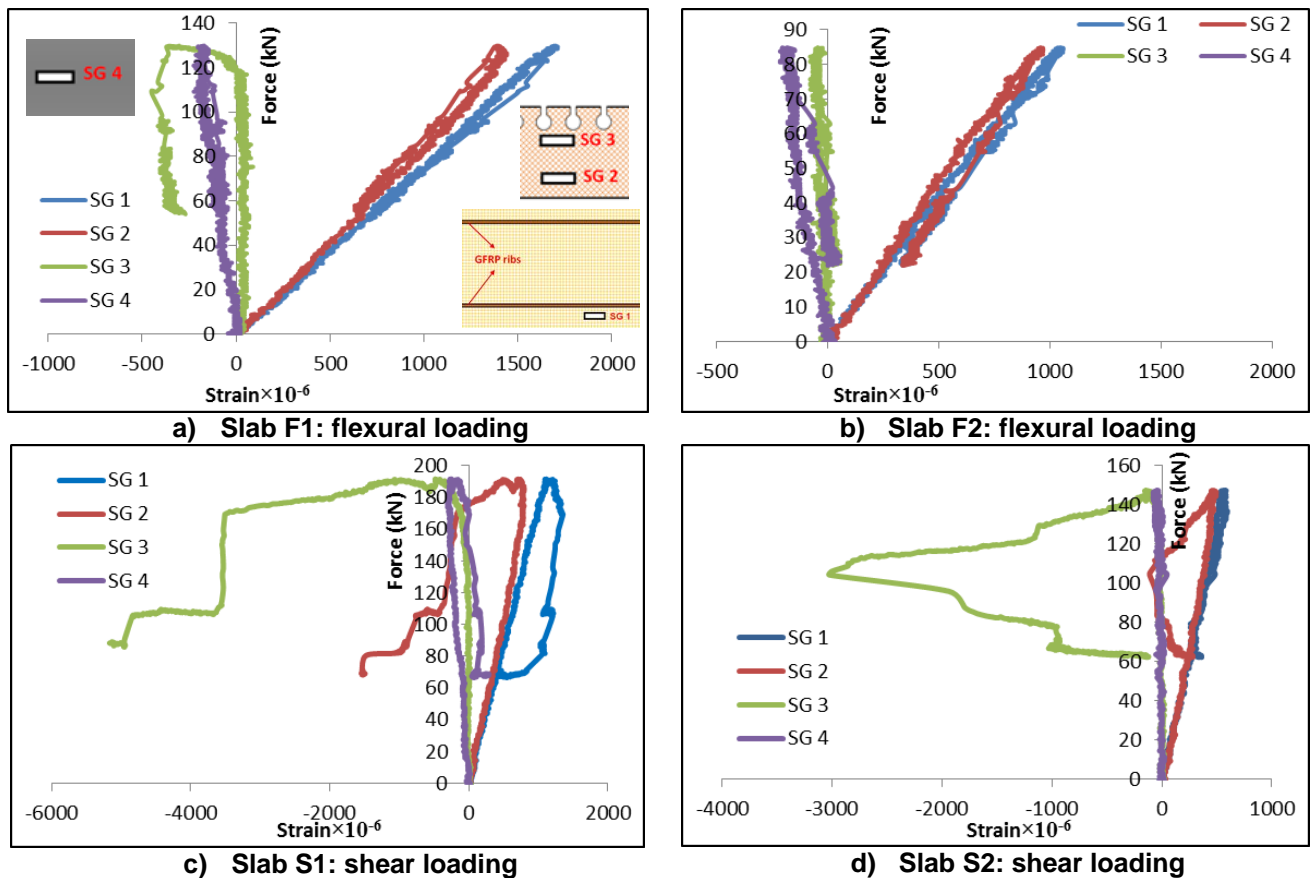 140
120
100
80
60
40
20
0
Force (kN)
SG 4
SG 3
SG 2
GFRP ribs
SG 1
SG 1
SG 2
SG 3
SG 4
-1000 -500 0 500 1000 1500 2000
Strain×10⁻⁶
a) Slab F1: flexural loading
SG 1 SG 2
SG 3 SG 4
90
80
70
60
50
40
30
20
10
0
Force (kN)
-500 0 500 1000 1500 2000
Strain×10⁻⁶
b) Slab F2: flexural loading
SG 1
SG 2
SG 3
SG 4
200
180
160
140
120
100
80
60
40
20
0
Force (kN)
-6000 -4000 -2000 0 2000
Strain×10⁻⁶
c) Slab S1: shear loading
160
140
120
100
80
60
40
20
0
Force (kN)
SG 1
SG 2
SG 3
SG 4
-4000 -3000 -2000 -1000 0 1000
Strain×10⁻⁶
d) Slab S2: shear loading